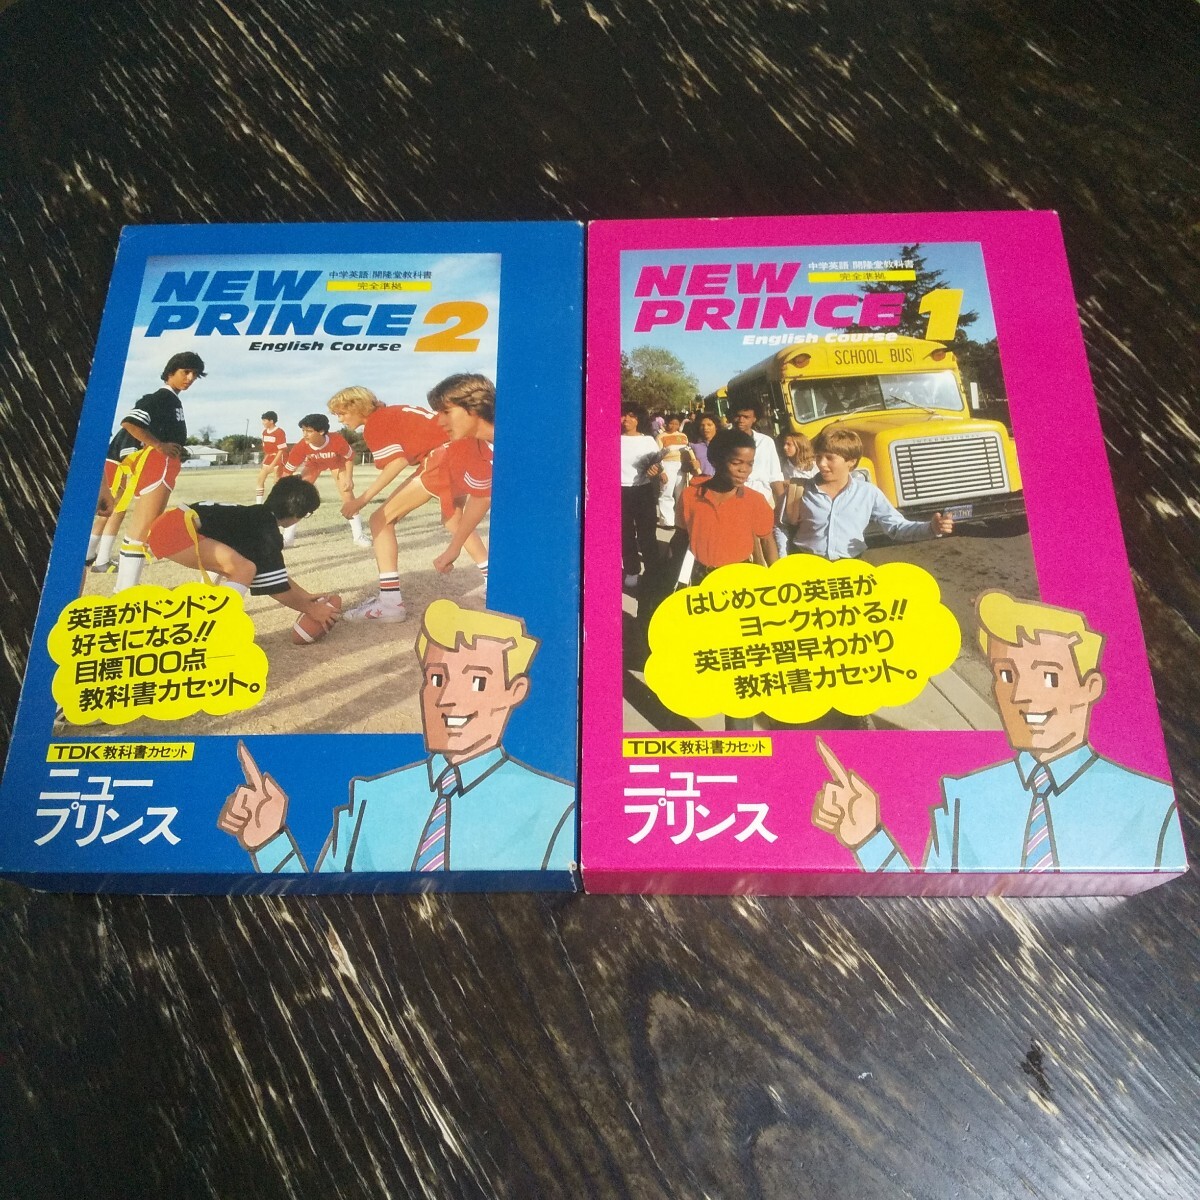 NEW
PRINCE 2
English Course
中学英語 開隆堂教科書
完全準拠
英語がドンドン
好きになる!!
目標100点―
教科書カセット。
TDK 教科書カセット
ニュー
プリンス
NEW
PRINCE 1
English Course
中学英語 開隆堂教科書
完全準拠
SCHOOL BUS
はじめての英語が
ヨ〜クわかる!!
英語学習早わかり
教科書カセット。
TDK 教科書カセット
ニュー
プリンス